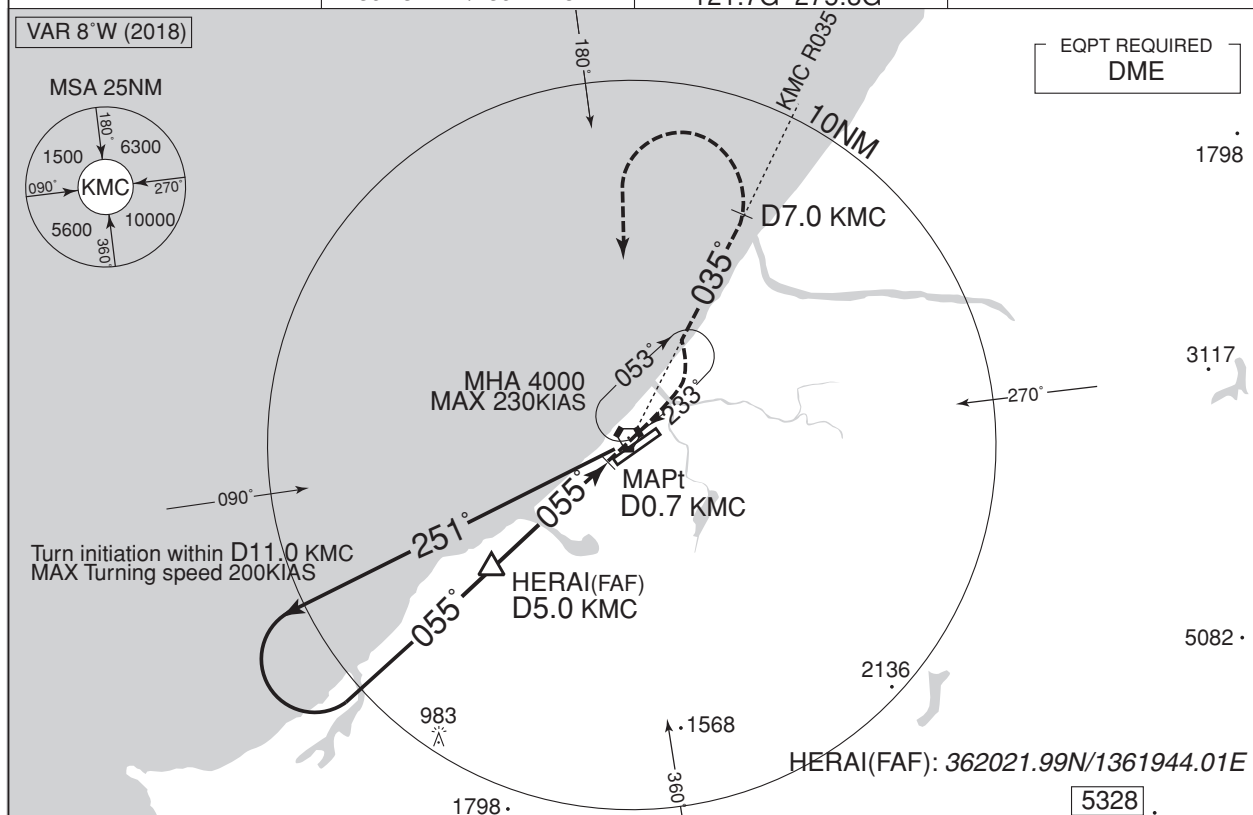 121.7G
VAR 8°W (2018)
MSA 25NM
180°
1500
6300
090°
KMC
270°
5600
10000
360°
180°
KMC R035
10NM
EQPT REQUIRED
DME
1798
D7.0 KMC
035°
3117
MHA 4000
MAX 230KIAS
053°
233°
270°
MAPt
D0.7 KMC
090°
055°
251°
Turn initiation within D11.0 KMC
MAX Turning speed 200KIAS
HERAI(FAF)
D5.0 KMC
055°
5082
2136
983
1568
HERAI(FAF): 362021.99N/1361944.01E
360°
1798
5328